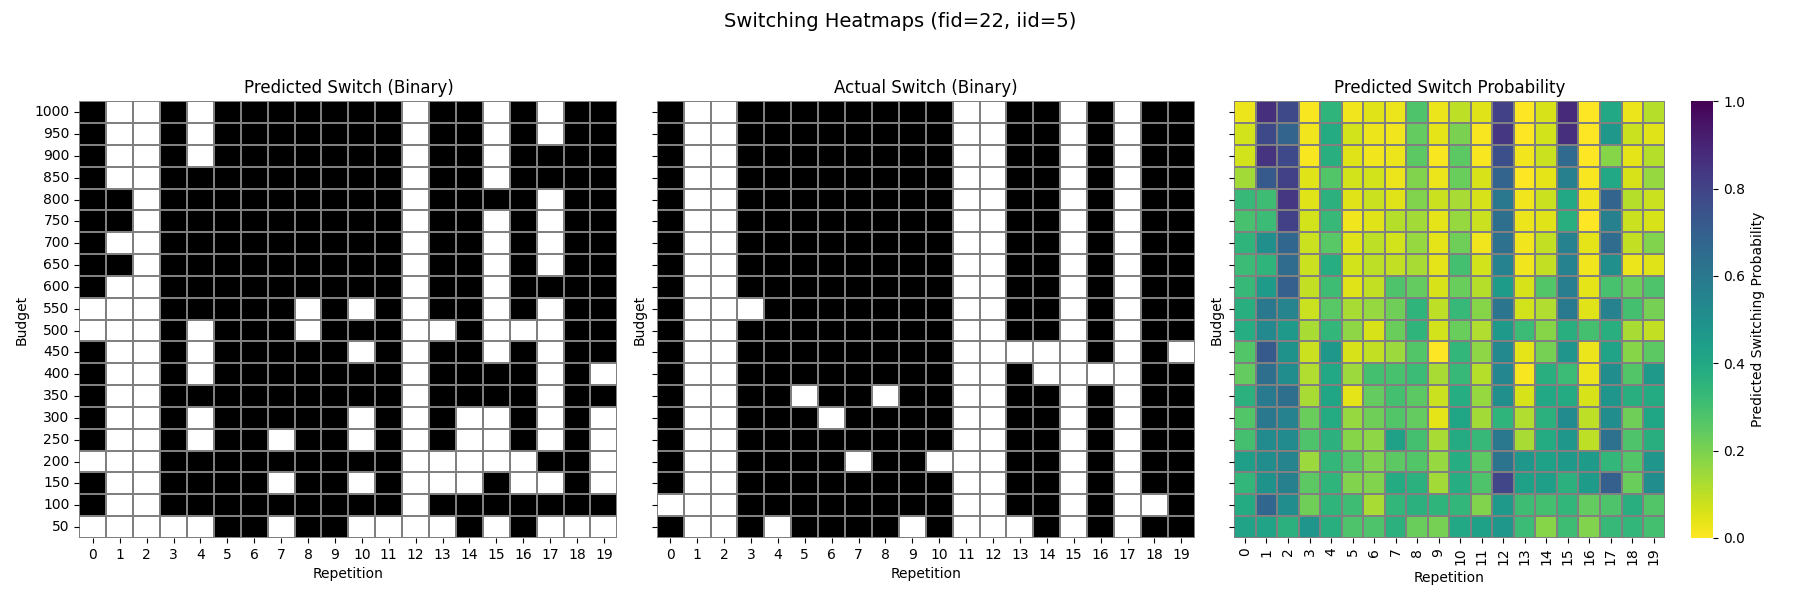 Switching Heatmaps (fid=22, iid=5)
Predicted Switch (Binary)
Budget
1000
950
900
850
800
750
700
650
600
550
500
450
400
350
300
250
200
150
100
50
0 1 2 3 4 5 6 7 8 9 10 11 12 13 14 15 16 17 18 19
Repetition
Actual Switch (Binary)
Budget
0 1 2 3 4 5 6 7 8 9 10 11 12 13 14 15 16 17 18 19
Repetition
Predicted Switch Probability
Budget
0 1 2 3 4 5 6 7 8 9 10 11 12 13 14 15 16 17 18 19
Repetition
1.0
0.8
0.6
0.4
0.2
0.0
Predicted Switching Probability